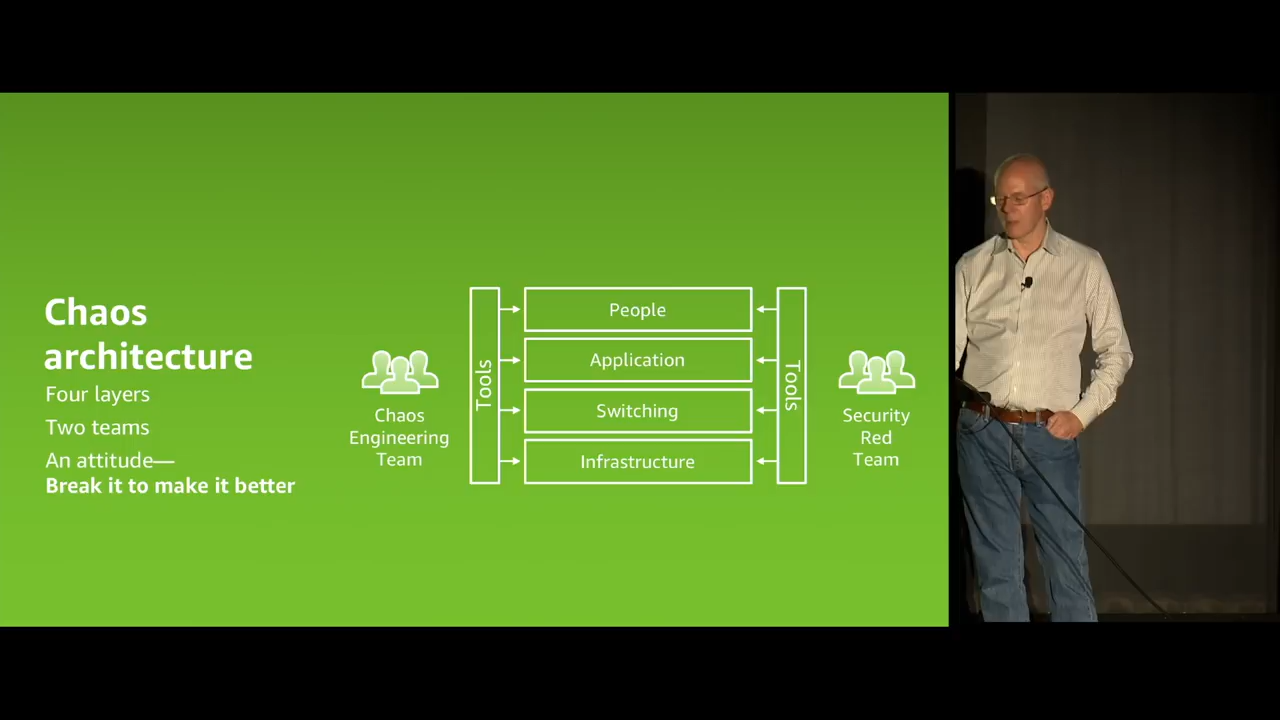 Chaos
architecture
Four layers
Two teams
An attitude—
Break it to make it better
Chaos
Engineering
Team
Tools
People
Application
Switching
Infrastructure
Tools
Security
Red
Team